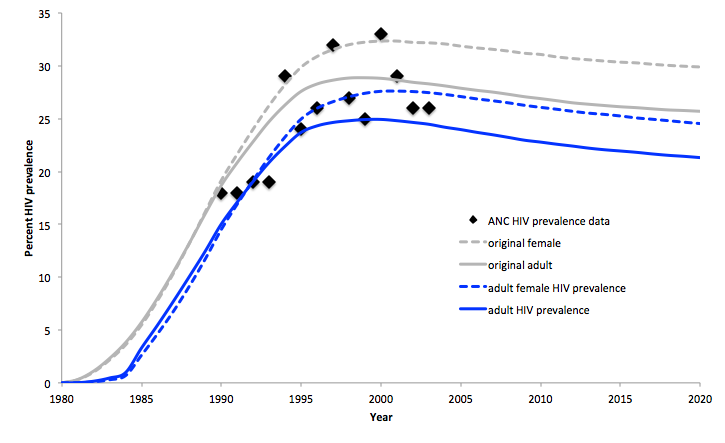 35
30
25
20
15
10
5
0
Percent HIV prevalence
ANC HIV prevalence data
original female
original adult
adult female HIV prevalence
adult HIV prevalence
1980 1985 1990 1995 2000 2005 2010 2015 2020
Year